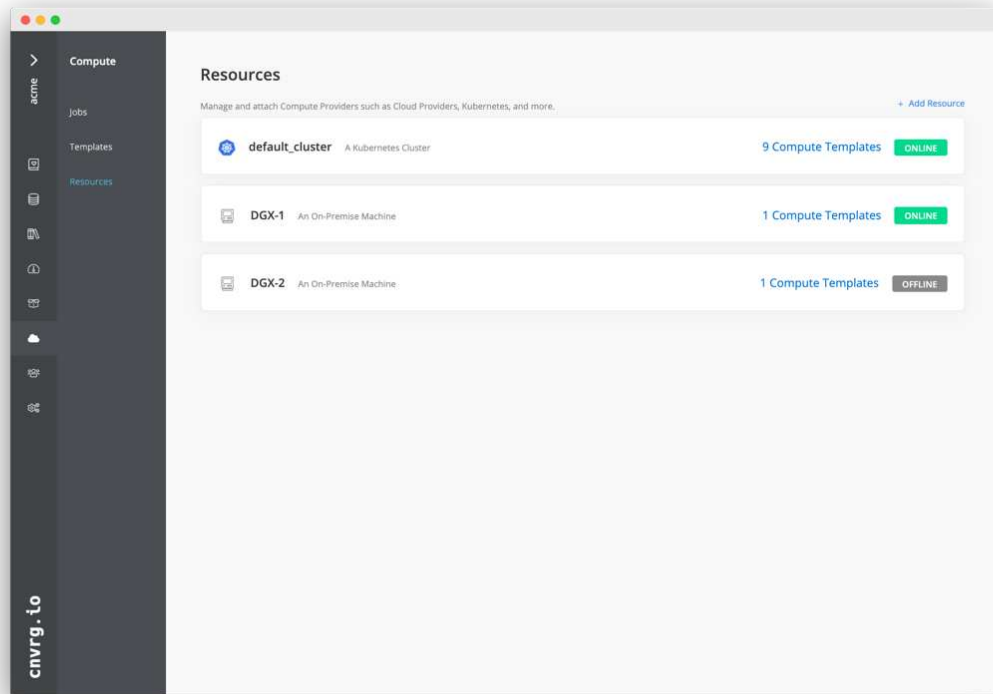 acme
Compute
Jobs
Templates
Resources
cnvrg.io
Resources
Manage and attach Compute Providers such as Cloud Providers, Kubernetes, and more.
+ Add Resource
default_cluster A Kubernetes Cluster 9 Compute Templates ONLINE
DGX-1 An On-Premise Machine 1 Compute Templates ONLINE
DGX-2 An On-Premise Machine 1 Compute Templates OFFLINE